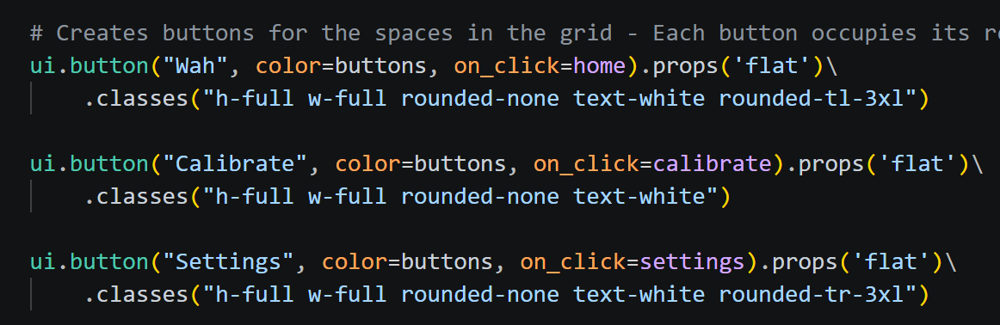 # Creates buttons for the spaces in the grid - Each button occupies its
ui.button("Wah", color=buttons, on_click=home).props('flat')\
    .classes("h-full w-full rounded-none text-white rounded-tl-3xl")
ui.button("Calibrate", color=buttons, on_click=calibrate).props('flat')\
    .classes("h-full w-full rounded-none text-white")
ui.button("Settings", color=buttons, on_click=settings).props('flat')\
    .classes("h-full w-full rounded-none text-white rounded-tr-3xl")